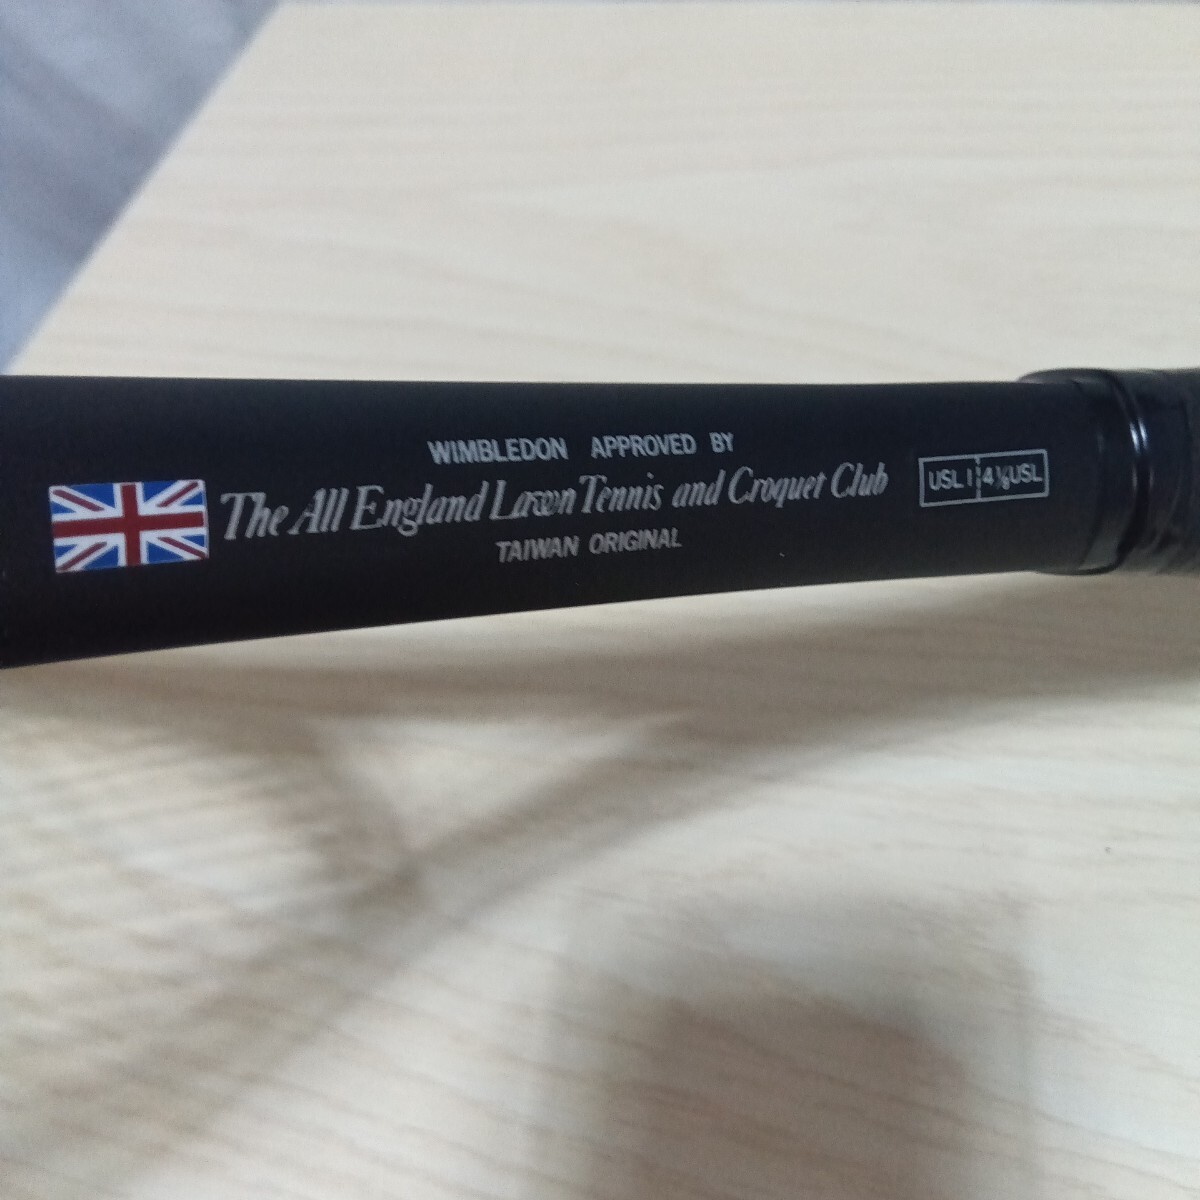 WIMBLEDON APPROVED BY
The All England Lawn Tennis and Croquet Club
TAIWAN ORIGINAL
USL 1 4 ⅛ USL